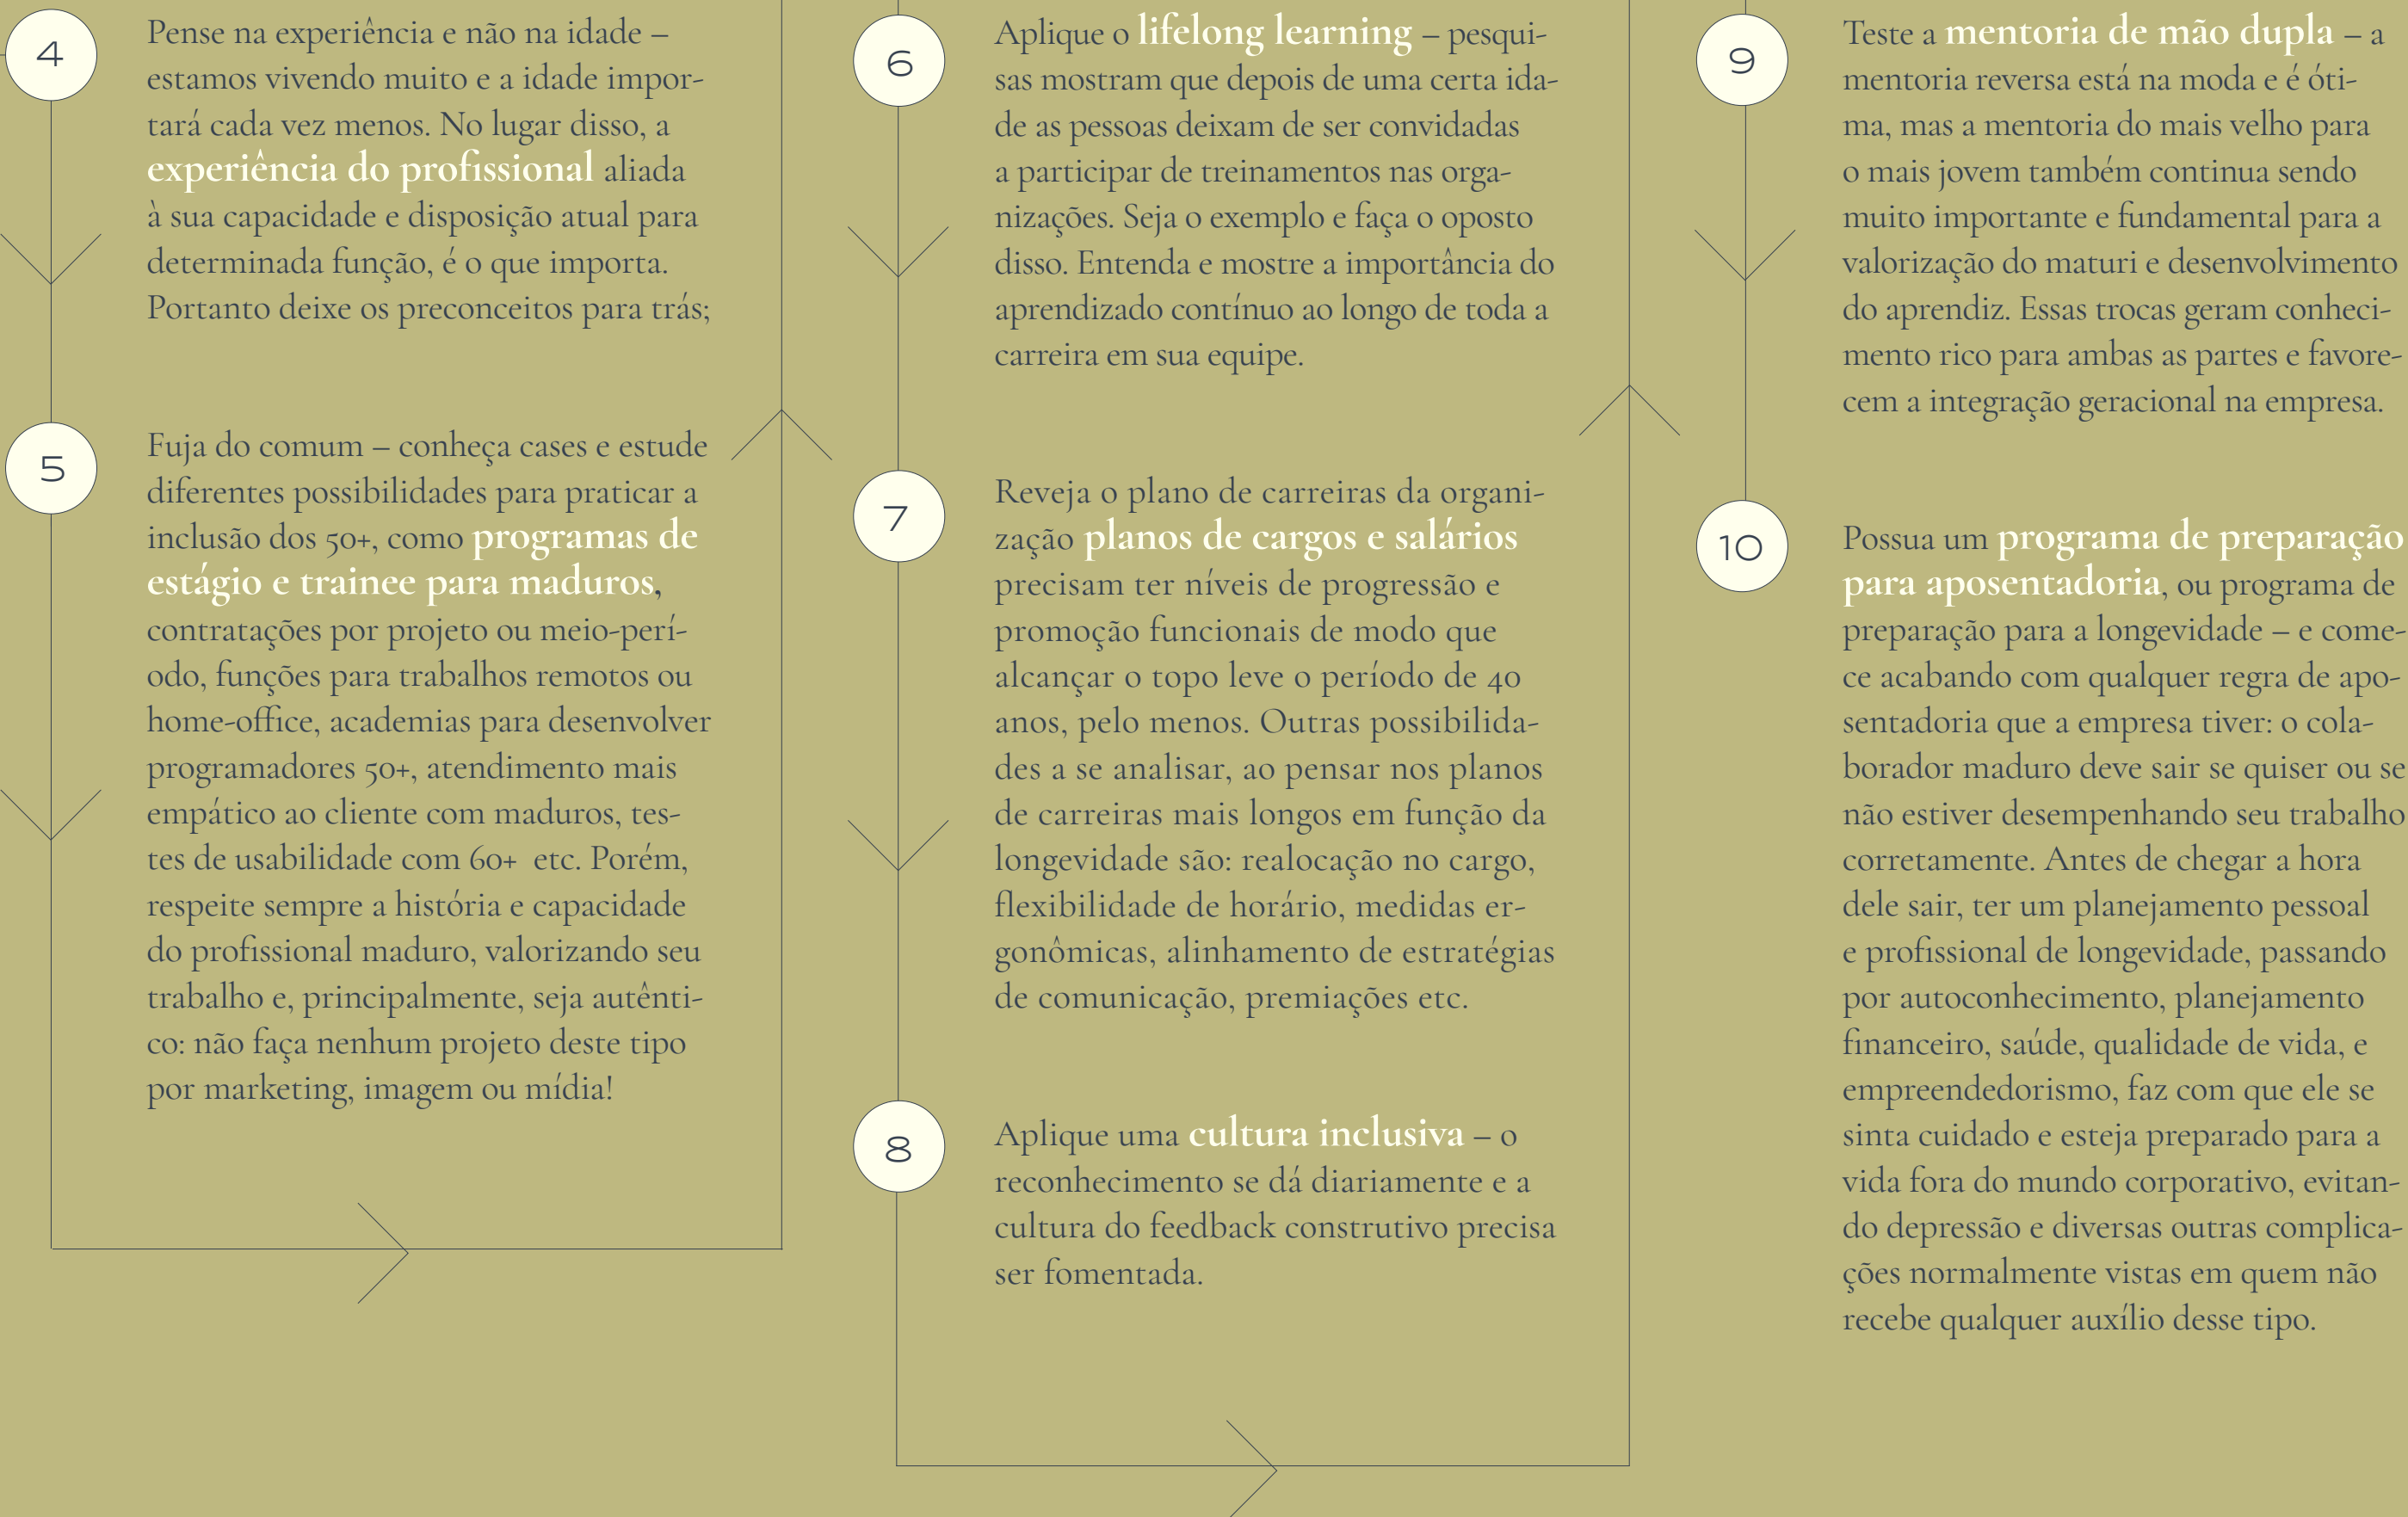 4
Pense na experiência e não na idade –
estamos vivendo muito e a idade impor-
tará cada vez menos. No lugar disso, a
experiência do profissional aliada
à sua capacidade e disposição atual para
determinada função, é o que importa.
Portanto deixe os preconceitos para trás;
5
Fuja do comum – conheça cases e estude
diferentes possibilidades para praticar a
inclusão dos 50+, como programas de
estágio e trainee para maduros,
contratações por projeto ou meio-perí-
odo, funções para trabalhos remotos ou
home-office, academias para desenvolver
programadores 50+, atendimento mais
empático ao cliente com maduros, tes-
tes de usabilidade com 60+  etc. Porém,
respeite sempre a história e capacidade
do profissional maduro, valorizando seu
trabalho e, principalmente, seja autênti-
co: não faça nenhum projeto deste tipo
por marketing, imagem ou mídia!
6
Aplique o lifelong learning – pesqui-
sas mostram que depois de uma certa ida-
de as pessoas deixam de ser convidadas
a participar de treinamentos nas orga-
nizações. Seja o exemplo e faça o oposto
disso. Entenda e mostre a importância do
aprendizado contínuo ao longo de toda a
carreira em sua equipe.
7
Reveja o plano de carreiras da organi-
zação planos de cargos e salários
precisam ter níveis de progressão e
promoção funcionais de modo que
alcançar o topo leve o período de 40
anos, pelo menos. Outras possibilida-
des a se analisar, ao pensar nos planos
de carreiras mais longos em função da
longevidade são: realocação no cargo,
flexibilidade de horário, medidas er-
gonômicas, alinhamento de estratégias
de comunicação, premiações etc.
8
Aplique uma cultura inclusiva – o
reconhecimento se dá diariamente e a
cultura do feedback construtivo precisa
ser fomentada.
9
Teste a mentoria de mão dupla – a
mentoria reversa está na moda e é óti-
ma, mas a mentoria do mais velho para
o mais jovem também continua sendo
muito importante e fundamental para a
valorização do maturi e desenvolvimento
do aprendiz. Essas trocas geram conheci-
mento rico para ambas as partes e favore-
cem a integração geracional na empresa.
10
Possua um programa de preparação
para aposentadoria, ou programa de
preparação para a longevidade – e come-
ce acabando com qualquer regra de apo-
sentadoria que a empresa tiver: o cola-
borador maduro deve sair se quiser ou se
não estiver desempenhando seu trabalho
corretamente. Antes de chegar a hora
dele sair, ter um planejamento pessoal
e profissional de longevidade, passando
por autoconhecimento, planejamento
financeiro, saúde, qualidade de vida, e
empreendedorismo, faz com que ele se
sinta cuidado e esteja preparado para a
vida fora do mundo corporativo, evitan-
do depressão e diversas outras complica-
ções normalmente vistas em quem não
recebe qualquer auxílio desse tipo.